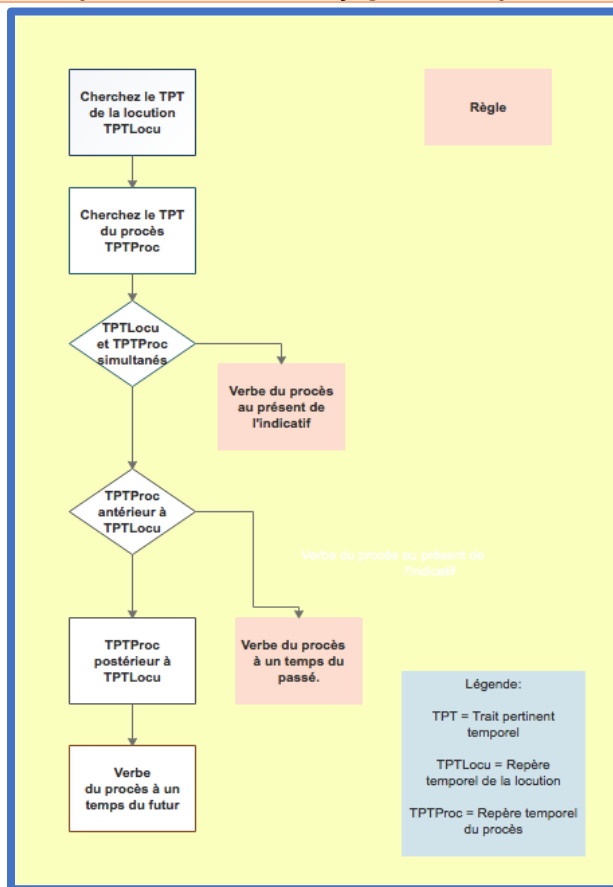 Cherchez le TPT
de la locution
TPTLocu
Règle
Cherchez le TPT
du procès
TPTProc
TPTLocu
et TPTProc
simultanés
Verbe du procès
au présent de
l'indicatif
TPTProc
antérieur à
TPTLocu
Verbe du procès au présent de
l'indicatif
TPTProc
postérieur à
TPTLocu
Verbe du procès
à un temps du
passé.
Verbe
du procès à un
temps du futur
Légende:
TPT = Trait pertinent
temporel
TPTLocu = Repère
temporel de la locution
TPTProc = Repère temporel
du procès